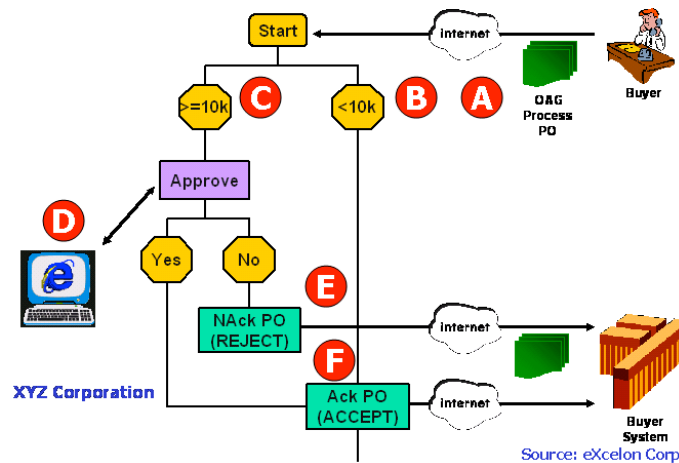 Start
internet
Buyer
OAG
Process
PO
>=10k
C
<10k
B
A
Approve
D
Yes
No
E
NAck PO
(REJECT)
internet
F
XYZ Corporation
Ack PO
(ACCEPT)
internet
Buyer
System
Source: eXcelon Corp